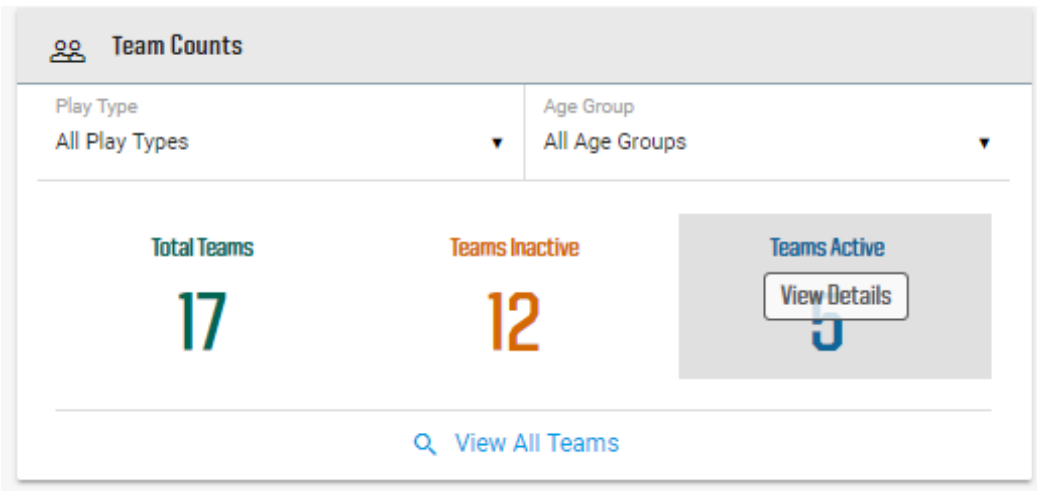 Team Counts
Play Type
All Play Types
Age Group
All Age Groups
Total Teams
17
Teams Inactive
12
Teams Active
View Details
5
View All Teams